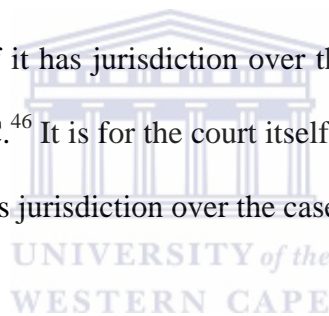 it has jurisdiction over th
.⁴⁶ It is for the court itself
s jurisdiction over the case
UNIVERSITY of the
WESTERN CAPE